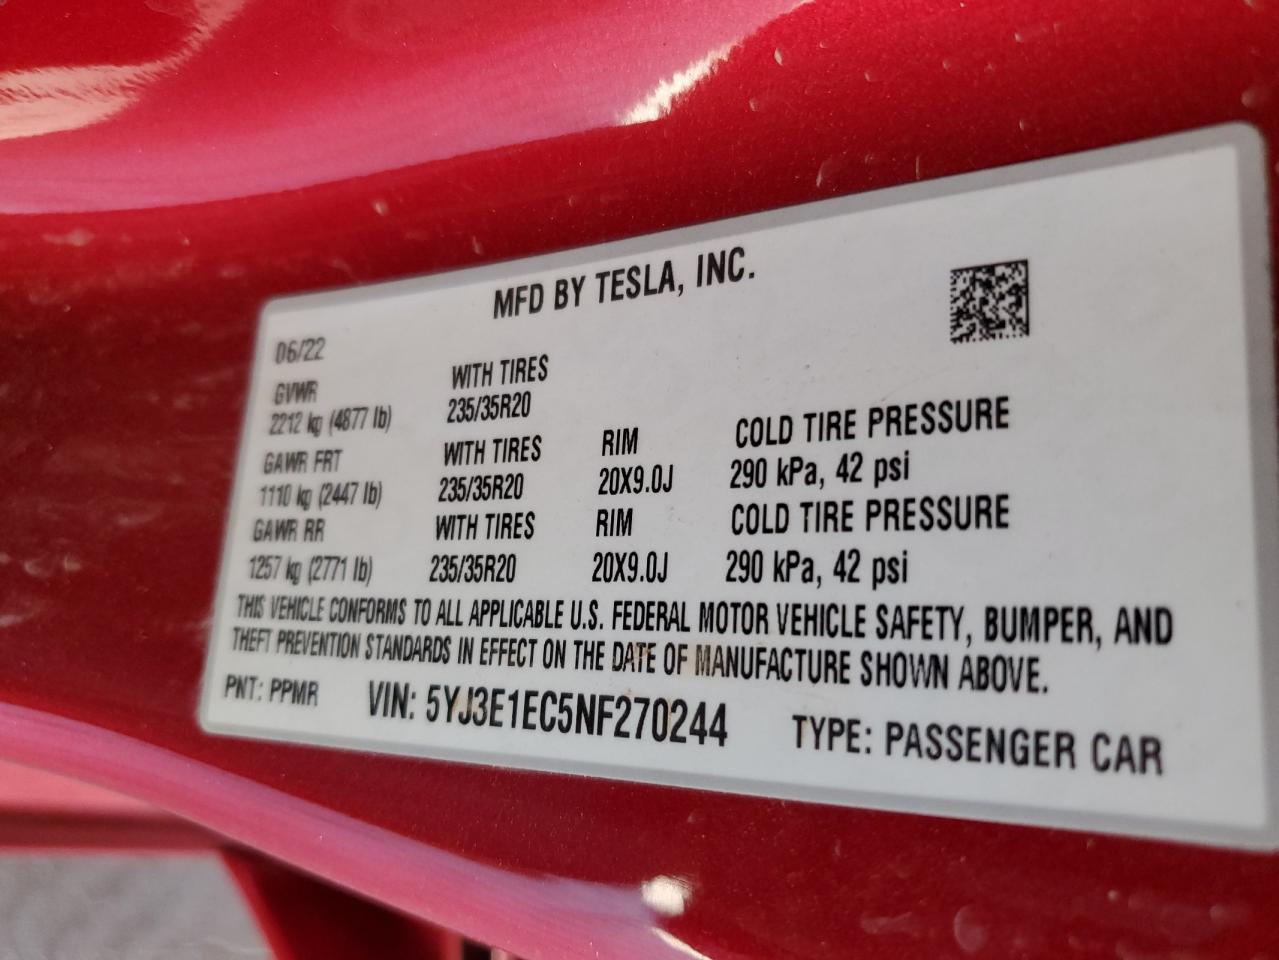 MFD BY TESLA, INC.
06/22
GVWR WITH TIRES
2212 kg (4877 lb) 235/35R20
GAWR FRT WITH TIRES RIM COLD TIRE PRESSURE
1110 kg (2447 lb) 235/35R20 20X9.0J 290 kPa, 42 psi
GAWR RR WITH TIRES RIM COLD TIRE PRESSURE
1257 kg (2771 lb) 235/35R20 20X9.0J 290 kPa, 42 psi
THIS VEHICLE CONFORMS TO ALL APPLICABLE U.S. FEDERAL MOTOR VEHICLE SAFETY, BUMPER, AND
THEFT PREVENTION STANDARDS IN EFFECT ON THE DATE OF MANUFACTURE SHOWN ABOVE.
PNT: PPMR VIN: 5YJ3E1EC5NF270244 TYPE: PASSENGER CAR